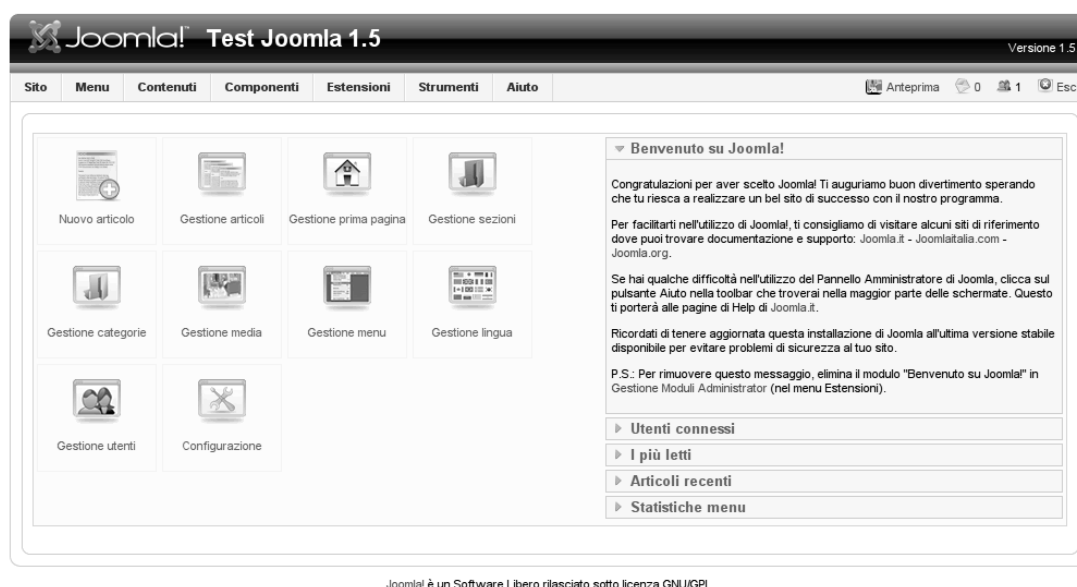 Joomla!™ Test Joomla 1.5
Versione 1.5
Sito Menu Contenuti Componenti Estensioni Strumenti Aiuto
Anteprima 0 1 Esc
Nuovo articolo Gestione articoli Gestione prima pagina Gestione sezioni
Gestione categorie Gestione media Gestione menu Gestione lingua
Gestione utenti Configurazione
Benvenuto su Joomla!
Congratulazioni per aver scelto Joomla! Ti auguriamo buon divertimento sperando
che tu riesca a realizzare un bel sito di successo con il nostro programma.
Per facilitarti nell'utilizzo di Joomla!, ti consigliamo di visitare alcuni siti di riferimento
dove puoi trovare documentazione e supporto: Joomla.it - Joomlaitalia.com -
Joomla.org.
Se hai qualche difficoltà nell'utilizzo del Pannello Amministratore di Joomla, clicca sul
pulsante Aiuto nella toolbar che troverai nella maggior parte delle schermate. Questo
ti porterà alle pagine di Help di Joomla.it.
Ricordati di tenere aggiornata questa installazione di Joomla all'ultima versione stabile
disponibile per evitare problemi di sicurezza al tuo sito.
P.S.: Per rimuovere questo messaggio, elimina il modulo "Benvenuto su Joomla!" in
Gestione Moduli Administrator (nel menu Estensioni).
Utenti connessi
I più letti
Articoli recenti
Statistiche menu
Joomla! è un Software Libero rilasciato sotto licenza GNU/GPL